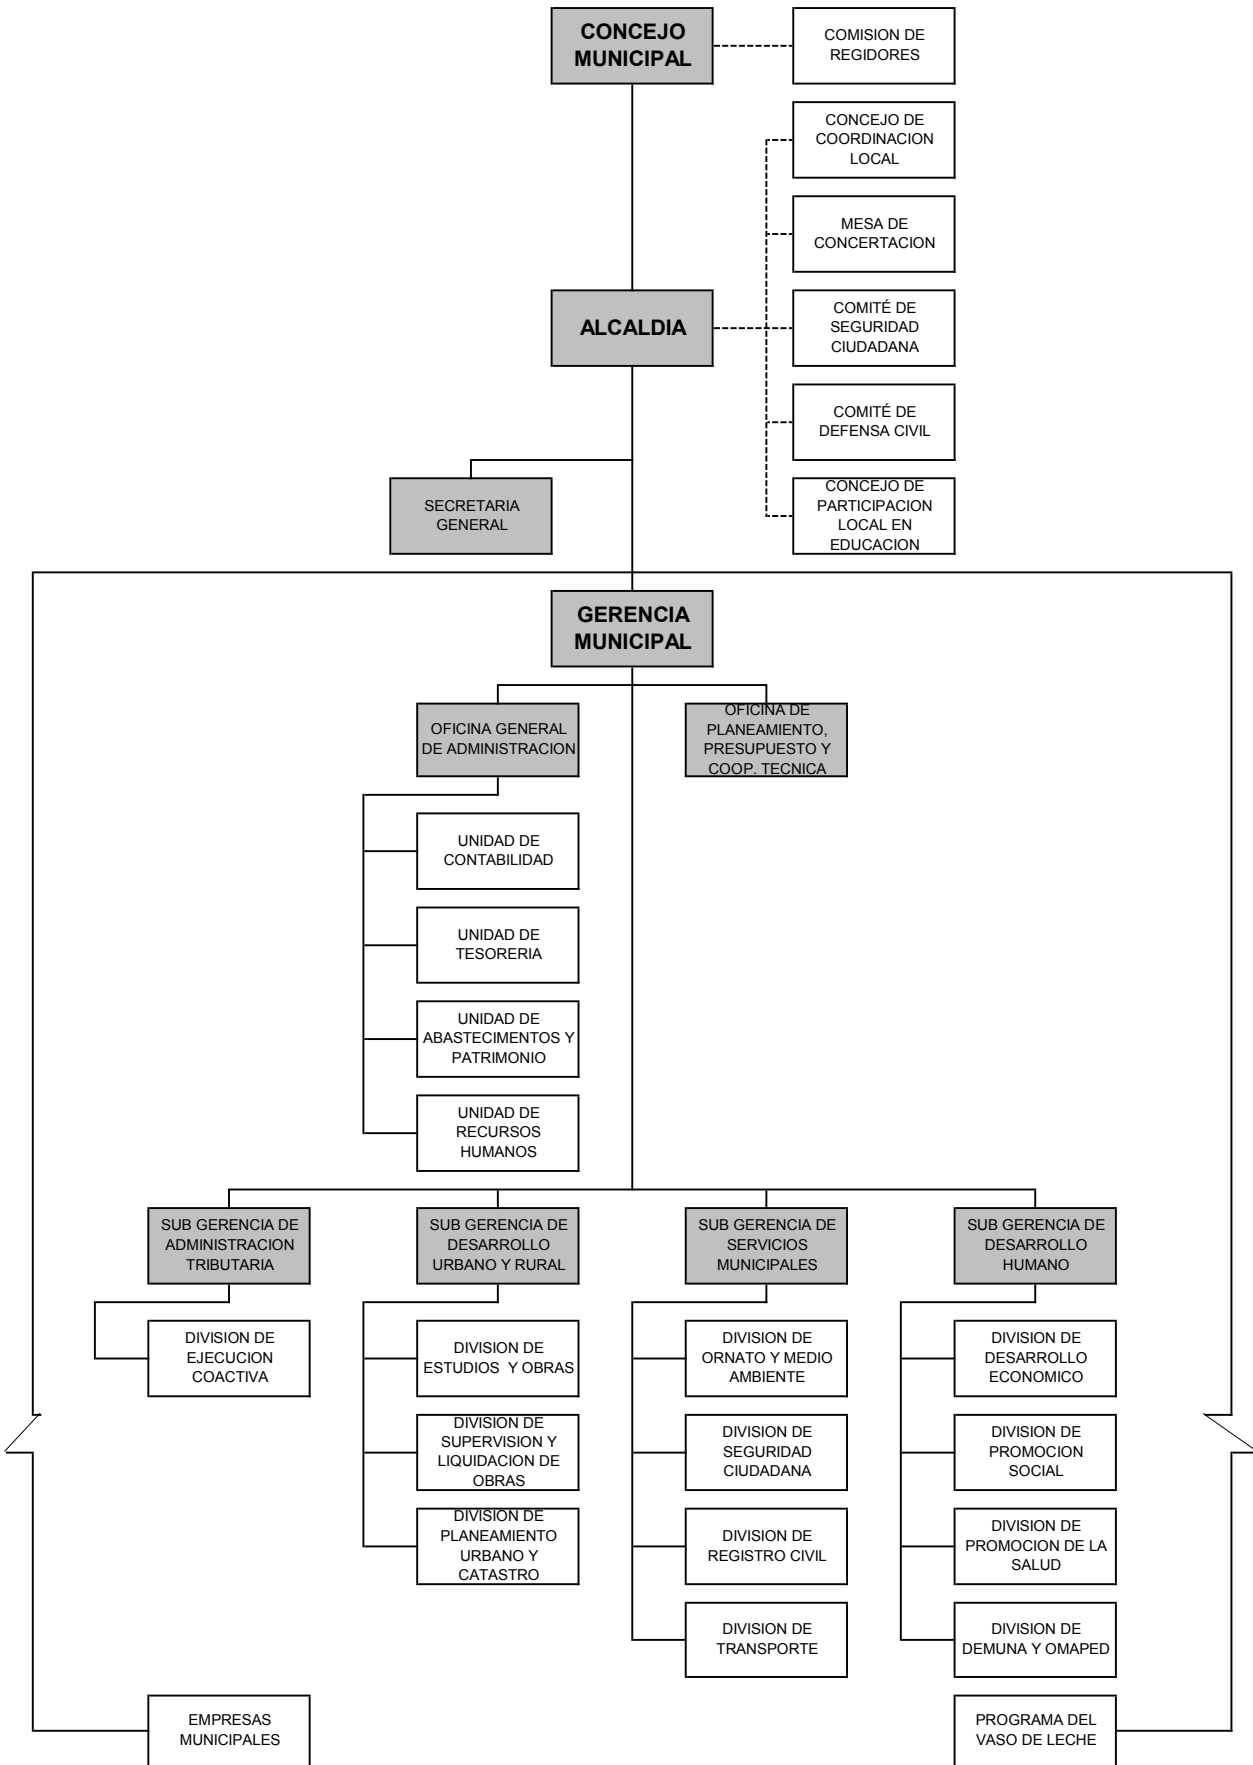 CONCEJO
MUNICIPAL
COMISION DE
REGIDORES
CONCEJO DE
COORDINACION
LOCAL
MESA DE
CONCERTACION
ALCALDIA
COMITÉ DE
SEGURIDAD
CIUDADANA
COMITÉ DE
DEFENSA CIVIL
SECRETARIA
GENERAL
CONCEJO DE
PARTICIPACION
LOCAL EN
EDUCACION
GERENCIA
MUNICIPAL
OFICINA GENERAL
DE ADMINISTRACION
OFICINA DE
PLANEAMIENTO,
PRESUPUESTO Y
COOP. TECNICA
UNIDAD DE
CONTABILIDAD
UNIDAD DE
TESORERIA
UNIDAD DE
ABASTECIMENTOS Y
PATRIMONIO
UNIDAD DE
RECURSOS
HUMANOS
SUB GERENCIA DE
ADMINISTRACION
TRIBUTARIA
SUB GERENCIA DE
DESARROLLO
URBANO Y RURAL
SUB GERENCIA DE
SERVICIOS
MUNICIPALES
SUB GERENCIA DE
DESARROLLO
HUMANO
DIVISION DE
EJECUCION
COACTIVA
DIVISION DE
ESTUDIOS  Y OBRAS
DIVISION DE
ORNATO Y MEDIO
AMBIENTE
DIVISION DE
DESARROLLO
ECONOMICO
DIVISION DE
SUPERVISION Y
LIQUIDACION DE
OBRAS
DIVISION DE
SEGURIDAD
CIUDADANA
DIVISION DE
PROMOCION
SOCIAL
DIVISION DE
PLANEAMIENTO
URBANO Y
CATASTRO
DIVISION DE
REGISTRO CIVIL
DIVISION DE
PROMOCION DE LA
SALUD
DIVISION DE
TRANSPORTE
DIVISION DE
DEMUNA Y OMAPED
EMPRESAS
MUNICIPALES
PROGRAMA DEL
VASO DE LECHE